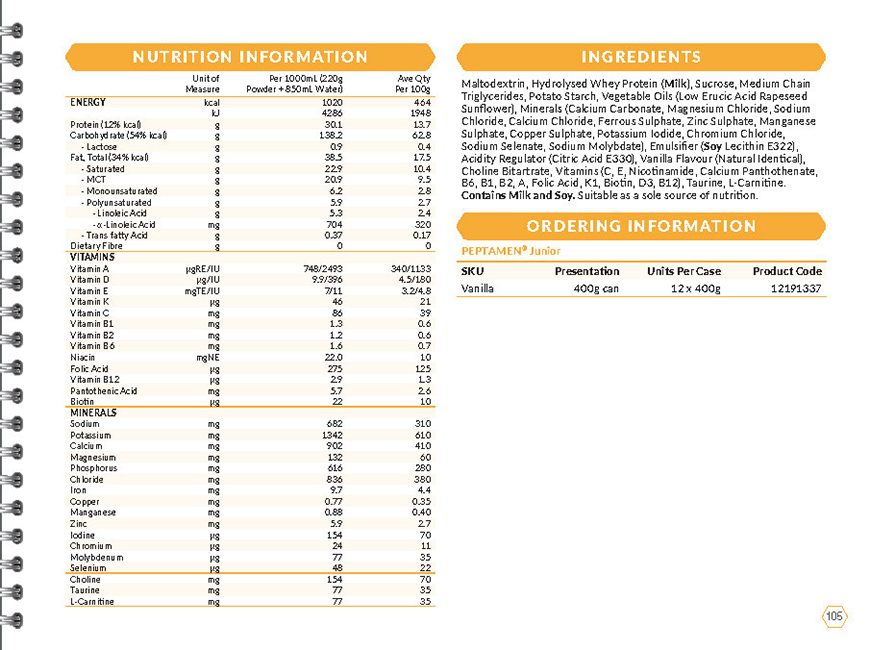 NUTRITION INFORMATION
Unit of Measure Per 1000mL (220g Powder + 850mL Water) Ave Qty Per 100g
ENERGY kcal 1020 464
kJ 4286 1948
Protein (12% kcal) g 30.1 13.7
Carbohydrate (54% kcal) g 138.2 62.8
- Lactose g 0.9 0.4
Fat, Total (34% kcal) g 38.5 17.5
- Saturated g 22.9 10.4
- MCT g 20.9 9.5
- Monounsaturated g 6.2 2.8
- Polyunsaturated g 5.9 2.7
- Linoleic Acid g 5.3 2.4
- α-Linoleic Acid mg 704 320
- Trans fatty Acid g 0.37 0.17
Dietary Fibre g 0 0
VITAMINS
Vitamin A µgRE/IU 748/2493 340/1133
Vitamin D µg/IU 9.9/396 4.5/180
Vitamin E mgTE/IU 7/11 3.2/4.8
Vitamin K µg 46 21
Vitamin C mg 86 39
Vitamin B1 mg 1.3 0.6
Vitamin B2 mg 1.2 0.6
Vitamin B6 mg 1.6 0.7
Niacin mgNE 22.0 10
Folic Acid µg 275 125
Vitamin B12 µg 2.9 1.3
Pantothenic Acid mg 5.7 2.6
Biotin µg 22 10
MINERALS
Sodium mg 682 310
Potassium mg 1342 610
Calcium mg 902 410
Magnesium mg 132 60
Phosphorus mg 616 280
Chloride mg 836 380
Iron mg 9.7 4.4
Copper mg 0.77 0.35
Manganese mg 0.88 0.40
Zinc mg 5.9 2.7
Iodine µg 154 70
Chromium µg 24 11
Molybdenum µg 77 35
Selenium µg 48 22
Choline mg 154 70
Taurine mg 77 35
L-Carnitine mg 77 35
INGREDIENTS
Maltodextrin, Hydrolysed Whey Protein (Milk), Sucrose, Medium Chain
Triglycerides, Potato Starch, Vegetable Oils (Low Erucic Acid Rapeseed
Sunflower), Minerals (Calcium Carbonate, Magnesium Chloride, Sodium
Chloride, Calcium Chloride, Ferrous Sulphate, Zinc Sulphate, Manganese
Sulphate, Copper Sulphate, Potassium Iodide, Chromium Chloride,
Sodium Selenate, Sodium Molybdate), Emulsifier (Soy Lecithin E322),
Acidity Regulator (Citric Acid E330), Vanilla Flavour (Natural Identical),
Choline Bitartrate, Vitamins (C, E, Nicotinamide, Calcium Panthothenate,
B6, B1, B2, A, Folic Acid, K1, Biotin, D3, B12), Taurine, L-Carnitine.
Contains Milk and Soy. Suitable as a sole source of nutrition.
ORDERING INFORMATION
PEPTAMEN® Junior
SKU Presentation Units Per Case Product Code
Vanilla 400g can 12 x 400g 12191337
105